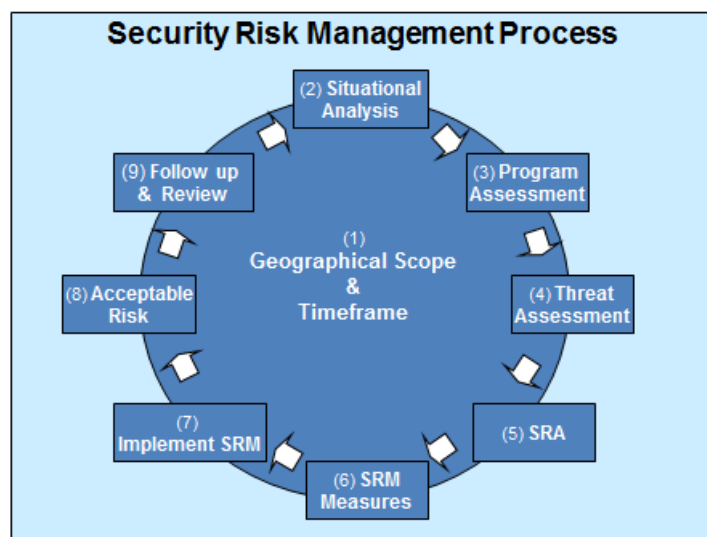 Security Risk Management Process
(2) Situational
Analysis
(3) Program
Assessment
(4) Threat
Assessment
(5) SRA
(6) SRM
Measures
(7)
Implement SRM
(8) Acceptable
Risk
(9) Follow up
& Review
(1)
Geographical Scope
&
Timeframe